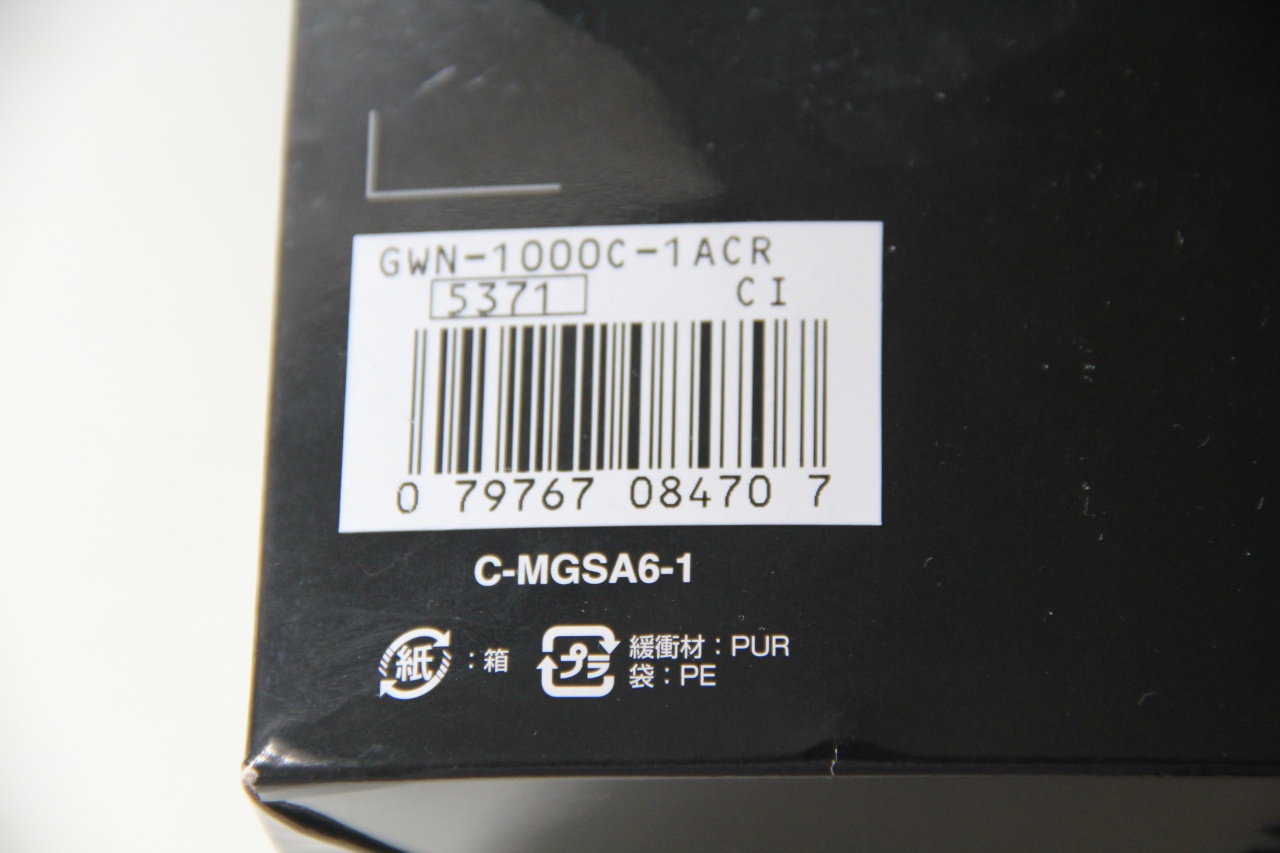 GWN-1000C-1ACR
5371 CI
0 79767 08470 7
C-MGSA6-1
紙 : 箱
プラ 緩衝材 : PUR
袋 : PE